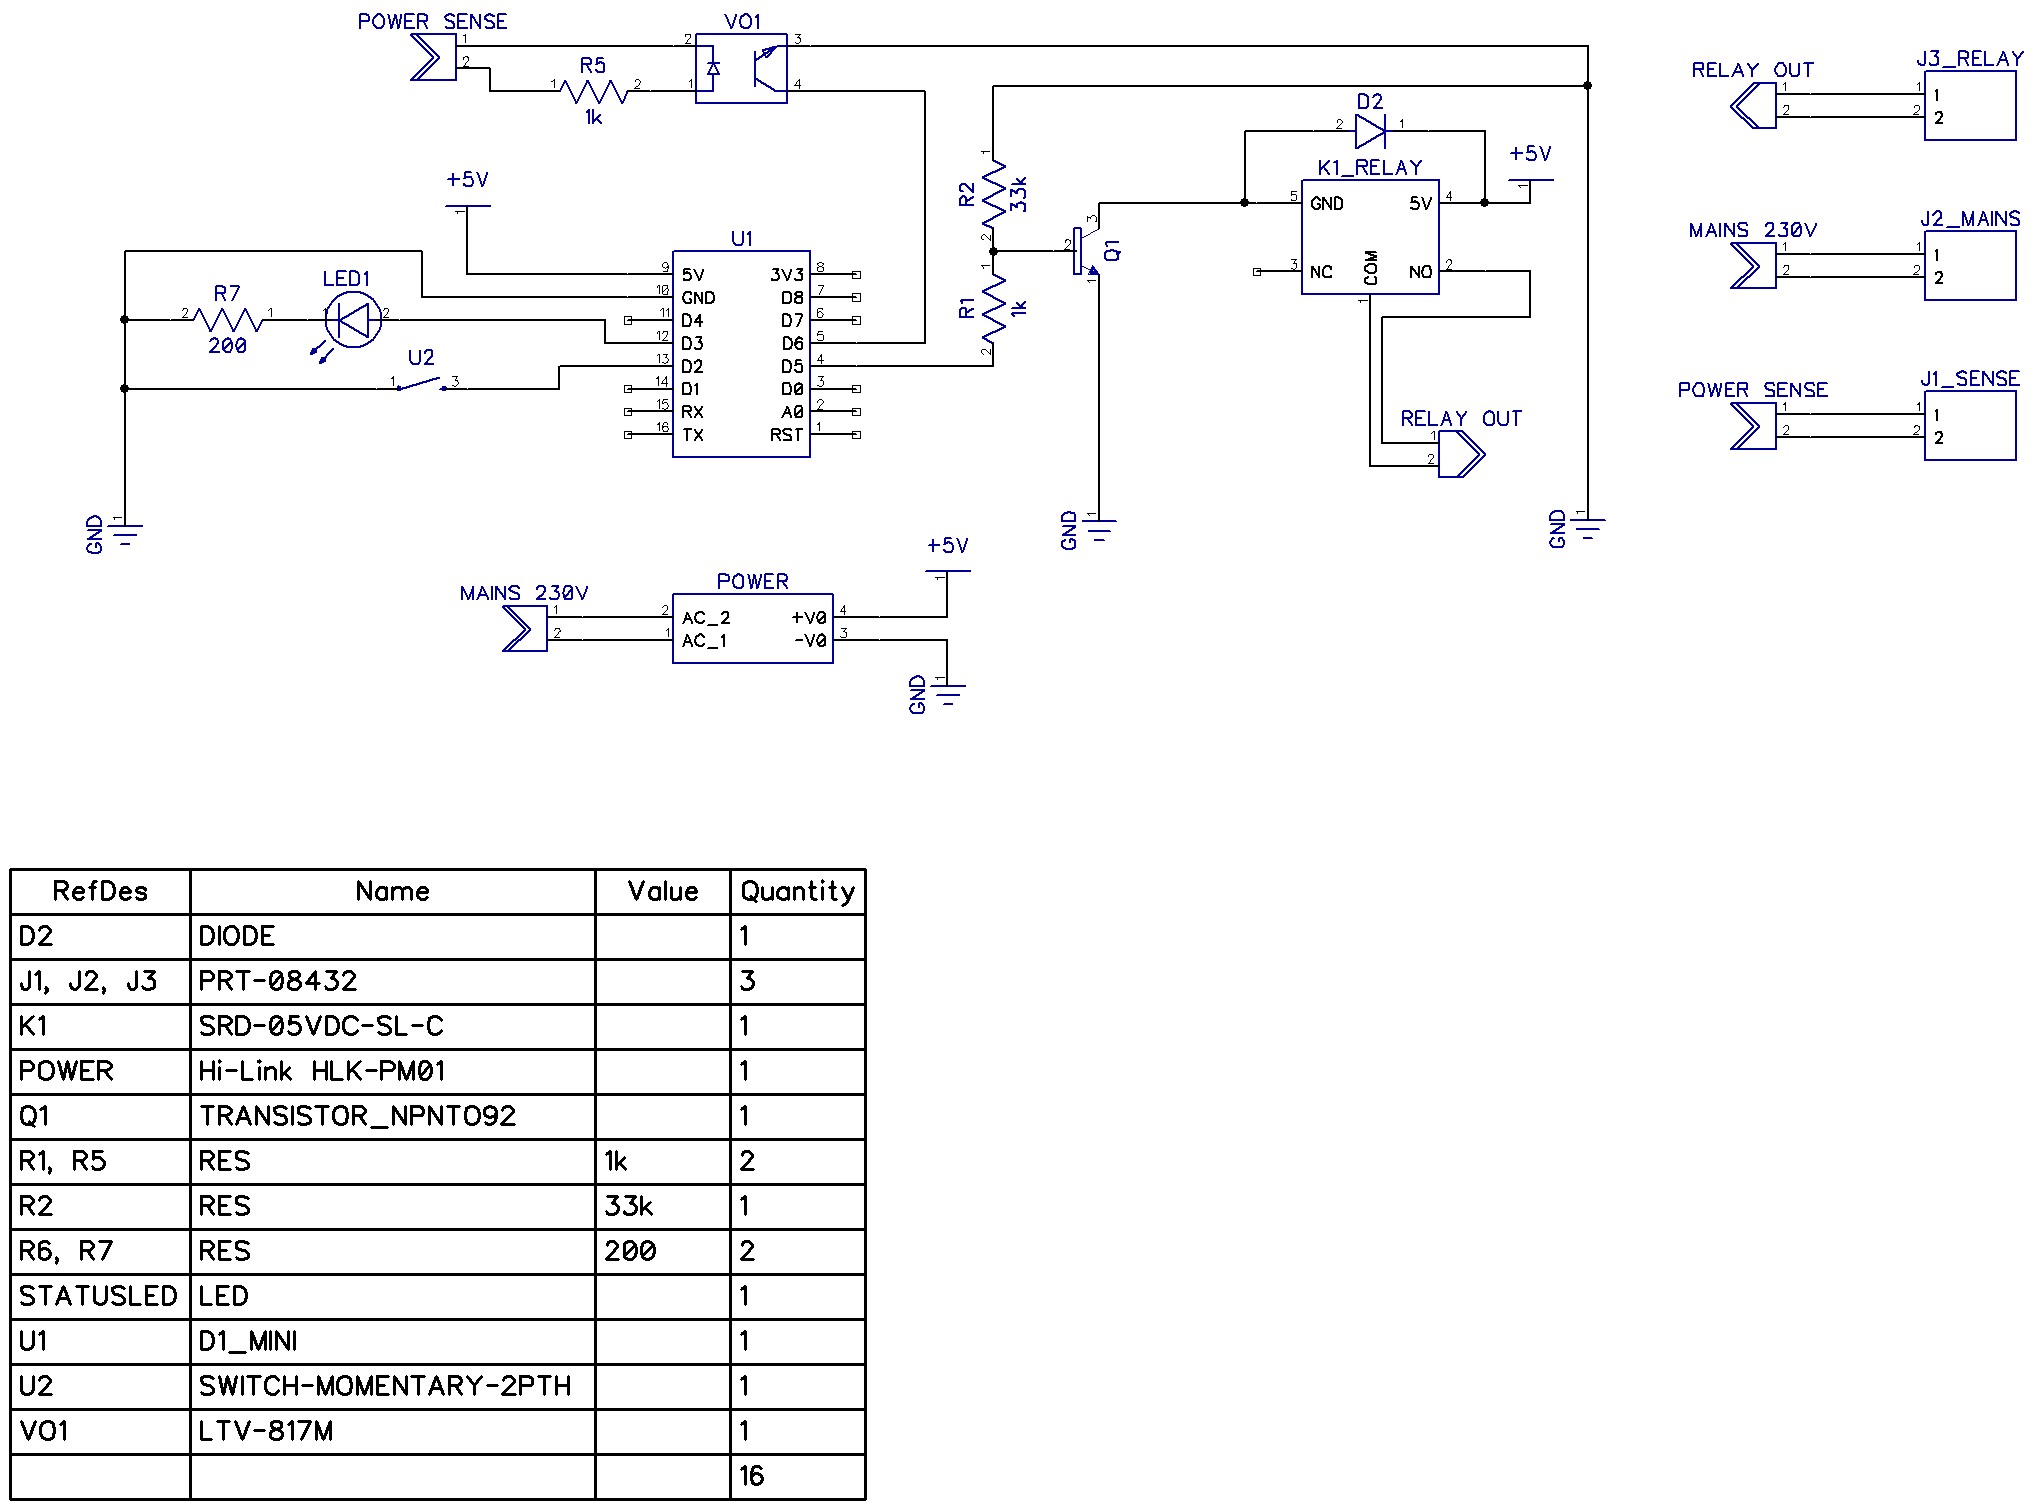 POWER SENSE
1
2
R5
1 2
1k
VO1
2 3
1 4
+5V
1
U1
9 5V 3V3 8
10 GND D8 7
11 D4 D7 6
12 D3 D6 5
13 D2 D5 4
14 D1 D0 3
15 RX A0 2
16 TX RST 1
R7
2 1
200
LED1
1 2
U2
1 3
GND 1
R2
33k
1
2
R1
1k
1
2
Q1
2
3
1
GND 1
D2
2 1
K1_RELAY
5 GND 5V 4
3 NC COM NO 2
1
+5V
1
RELAY OUT
1
2
GND 1
RELAY OUT
1
2
J3_RELAY
1 1
2 2
MAINS 230V
1
2
J2_MAINS
1 1
2 2
POWER SENSE
1
2
J1_SENSE
1 1
2 2
MAINS 230V
1
2
POWER
2 AC_2 +V0 4
1 AC_1 -V0 3
+5V
1
GND 1
RefDes Name Value Quantity
D2 DIODE 1
J1, J2, J3 PRT-08432 3
K1 SRD-05VDC-SL-C 1
POWER Hi-Link HLK-PM01 1
Q1 TRANSISTOR_NPNTO92 1
R1, R5 RES 1k 2
R2 RES 33k 1
R6, R7 RES 200 2
STATUSLED LED 1
U1 D1_MINI 1
U2 SWITCH-MOMENTARY-2PTH 1
VO1 LTV-817M 1
16